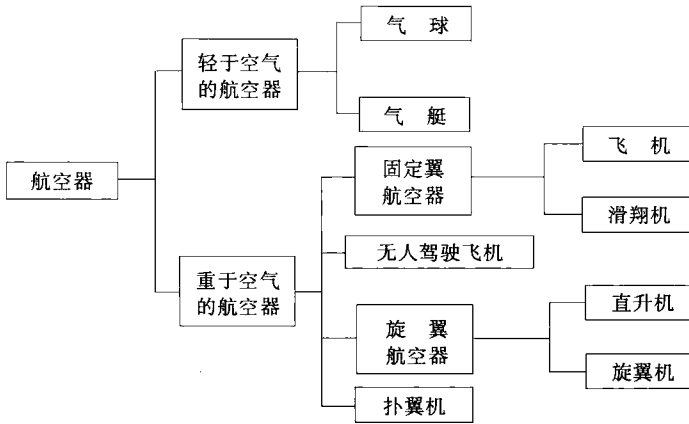 航空器
轻于空气
的航空器
气 球
气 艇
重于空气
的航空器
固定翼
航空器
飞 机
滑翔机
无人驾驶飞机
旋 翼
航空器
直升机
旋翼机
扑翼机